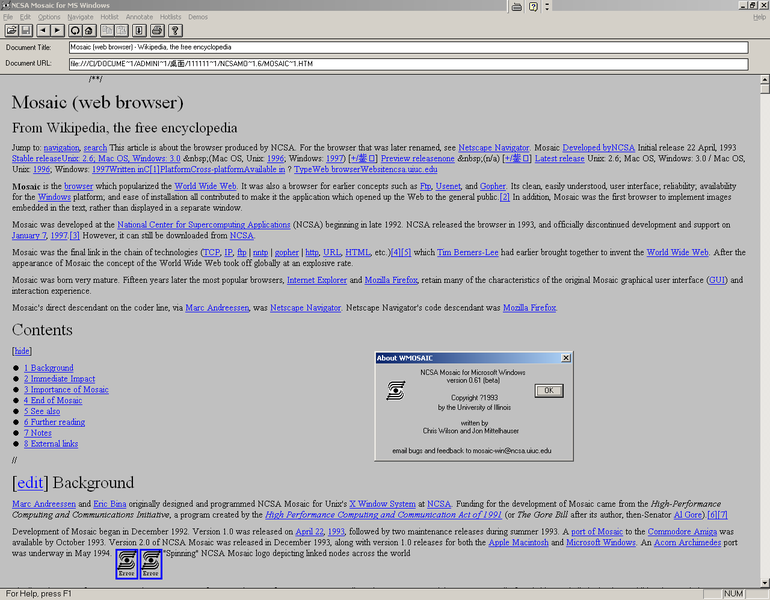 NCSA Mosaic for MS Windows
File Edit Options Navigate Hotlist Annotate Hotlists Demos Help
Document Title: Mosaic (web browser) - Wikipedia, the free encyclopedia
Document URL: file:///C|/DOCUME~1/ADMINI~1/桌面/111111~1/NCSAMO~1.6/MOSAIC~1.HTM
/**/
Mosaic (web browser)
From Wikipedia, the free encyclopedia
Jump to: navigation, search This article is about the browser produced by NCSA. For the browser that was later renamed, see Netscape Navigator. Mosaic Developed byNCSA Initial release 22 April, 1993
Stable releaseUnix: 2.6; Mac OS, Windows: 3.0 &nbsp;(Mac OS, Unix: 1996; Windows: 1997) [+/ ] Preview releasenone &nbsp;(n/a) [+/ ] Latest release Unix: 2.6; Mac OS, Windows: 3.0 / Mac OS,
Unix: 1996; Windows: 1997Written inC[1]PlatformCross-platformAvailable in ? TypeWeb browserWebsitencsa.uiuc.edu
Mosaic is the browser which popularized the World Wide Web. It was also a browser for earlier concepts such as Ftp, Usenet, and Gopher. Its clean, easily understood, user interface; reliability; availability
for the Windows platform; and ease of installation all contributed to make it the application which opened up the Web to the general public.[2] In addition, Mosaic was the first browser to implement images
embedded in the text, rather than displayed in a separate window.
Mosaic was developed at the National Center for Supercomputing Applications (NCSA) beginning in late 1992. NCSA released the browser in 1993, and officially discontinued development and support on
January 7, 1997.[3] However, it can still be downloaded from NCSA.
Mosaic was the final link in the chain of technologies (TCP, IP, ftp | nntp | gopher | http, URL, HTML, etc.)[4][5] which Tim Berners-Lee had earlier brought together to invent the World Wide Web. After the
appearance of Mosaic the concept of the World Wide Web took off globally at an explosive rate.
Mosaic was born very mature. Fifteen years later the most popular browsers, Internet Explorer and Mozilla Firefox, retain many of the characteristics of the original Mosaic graphical user interface (GUI) and
interaction experience.
Mosaic's direct descendant on the coder line, via Marc Andreessen, was Netscape Navigator. Netscape Navigator's code descendant was Mozilla Firefox.
Contents
[hide]
1 Background
2 Immediate Impact
3 Importance of Mosaic
4 End of Mosaic
5 See also
6 Further reading
7 Notes
8 External links
//
About WMOSAIC
NCSA Mosaic for Microsoft Windows
version 0.61 (beta)
OK
Copyright ?1993
by the University of Illinois
written by
Chris Wilson and Jon Mittelhauser
email bugs and feedback to mosaic-win@ncsa.uiuc.edu
[edit] Background
Marc Andreessen and Eric Bina originally designed and programmed NCSA Mosaic for Unix's X Window System at NCSA. Funding for the development of Mosaic came from the High-Performance
Computing and Communications Initiative, a program created by the High Performance Computing and Communication Act of 1991 (or The Gore Bill after its author, then-Senator Al Gore).[6][7]
Development of Mosaic began in December 1992. Version 1.0 was released on April 22, 1993, followed by two maintenance releases during summer 1993. A port of Mosaic to the Commodore Amiga was
available by October 1993. Version 2.0 of NCSA Mosaic was released in December 1993, along with version 1.0 releases for both the Apple Macintosh and Microsoft Windows. An Acorn Archimedes port
was underway in May 1994. Error Error "Spinning" NCSA Mosaic logo depicting linked nodes across the world
For Help, press F1
NUM